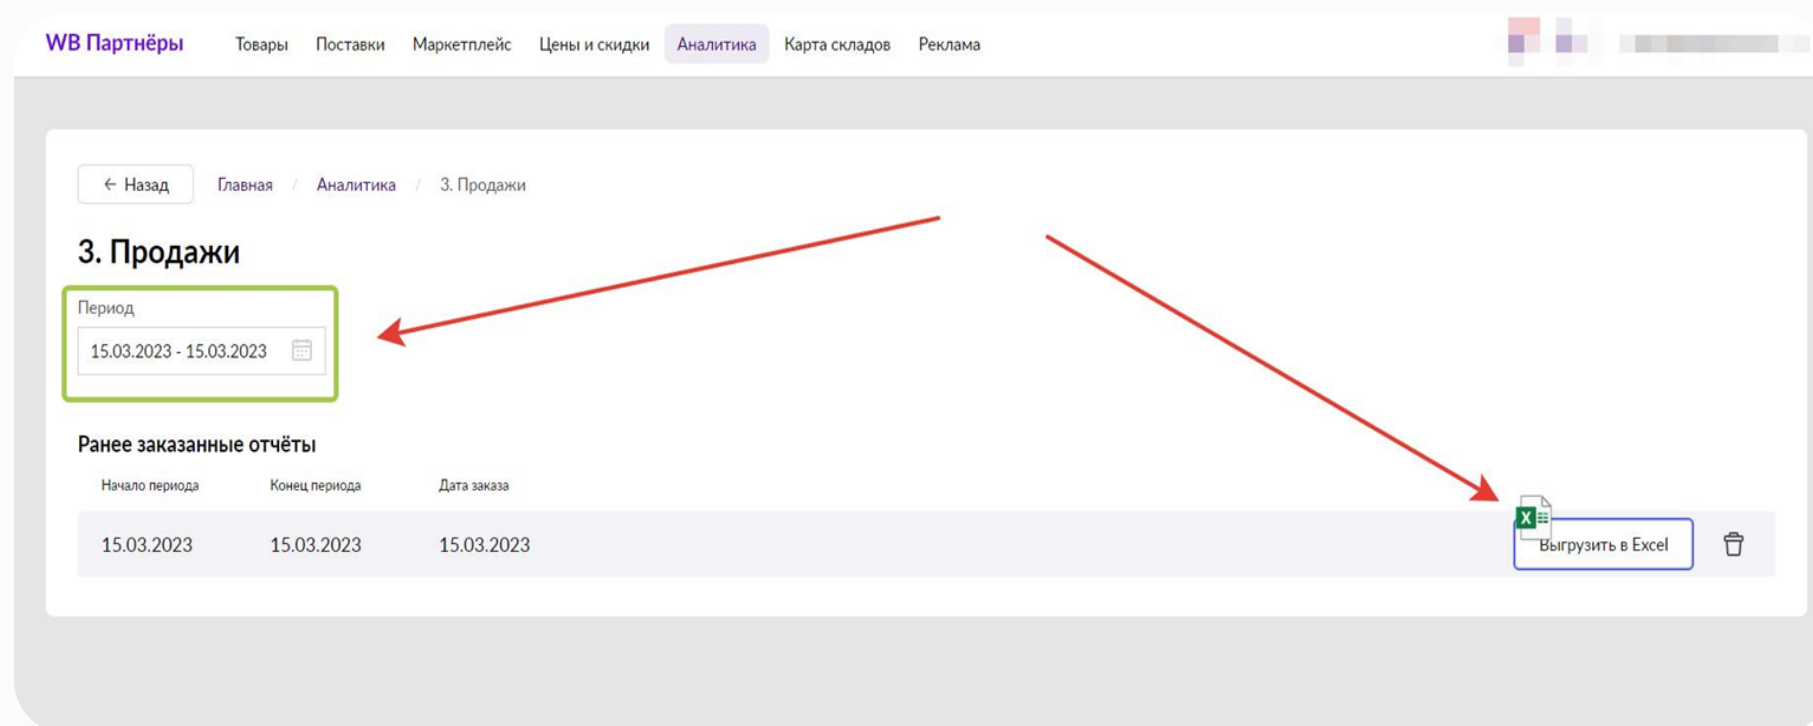 WB Партнёры Товары Поставки Маркетплейс Цены и скидки Аналитика Карта складов Реклама
← Назад Главная / Аналитика / 3. Продажи
3. Продажи
Период
15.03.2023 - 15.03.2023
Ранее заказанные отчёты
Начало периода Конец периода Дата заказа
15.03.2023 15.03.2023 15.03.2023 Выгрузить в Excel